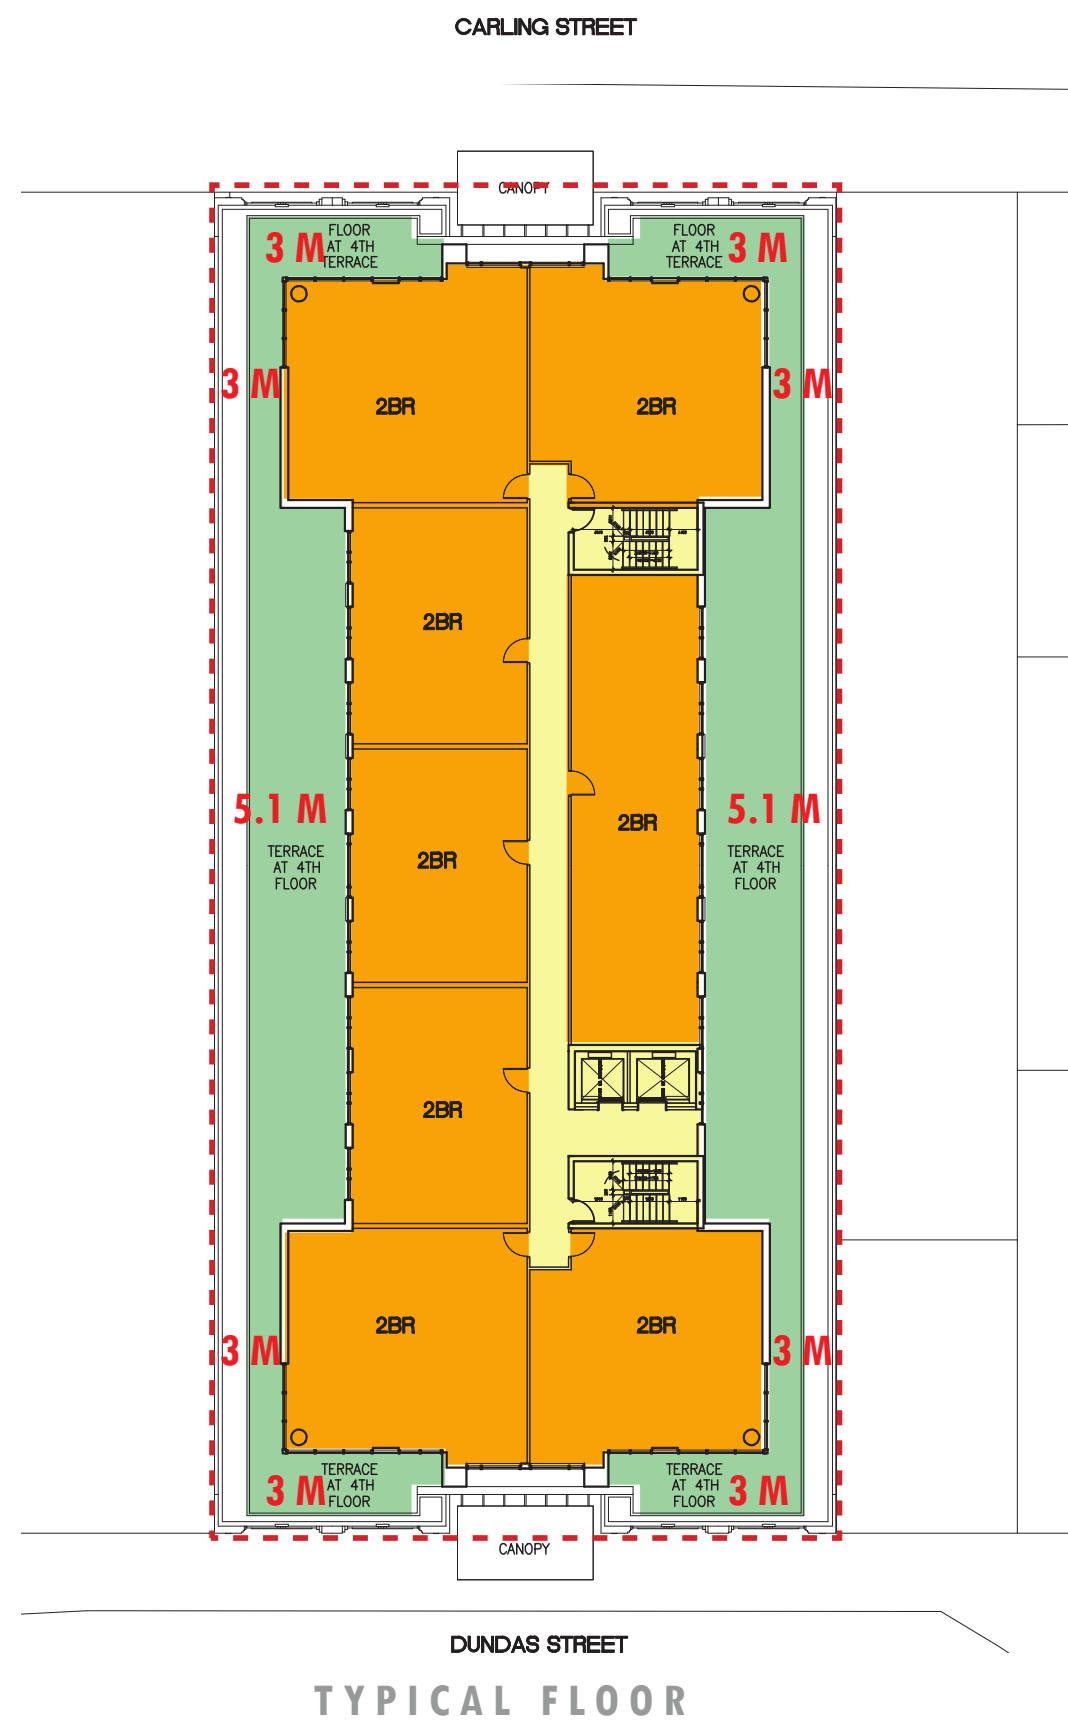 CARLING STREET
CANOPY
FLOOR
AT 4TH
TERRACE
3 M
FLOOR
AT 4TH
TERRACE
3 M
3 M
3 M
2BR
2BR
2BR
5.1 M
5.1 M
2BR
TERRACE
AT 4TH
FLOOR
2BR
TERRACE
AT 4TH
FLOOR
2BR
2BR
2BR
3 M
3 M
TERRACE
AT 4TH
FLOOR
3 M
TERRACE
AT 4TH
FLOOR
3 M
CANOPY
DUNDAS STREET
TYPICAL FLOOR